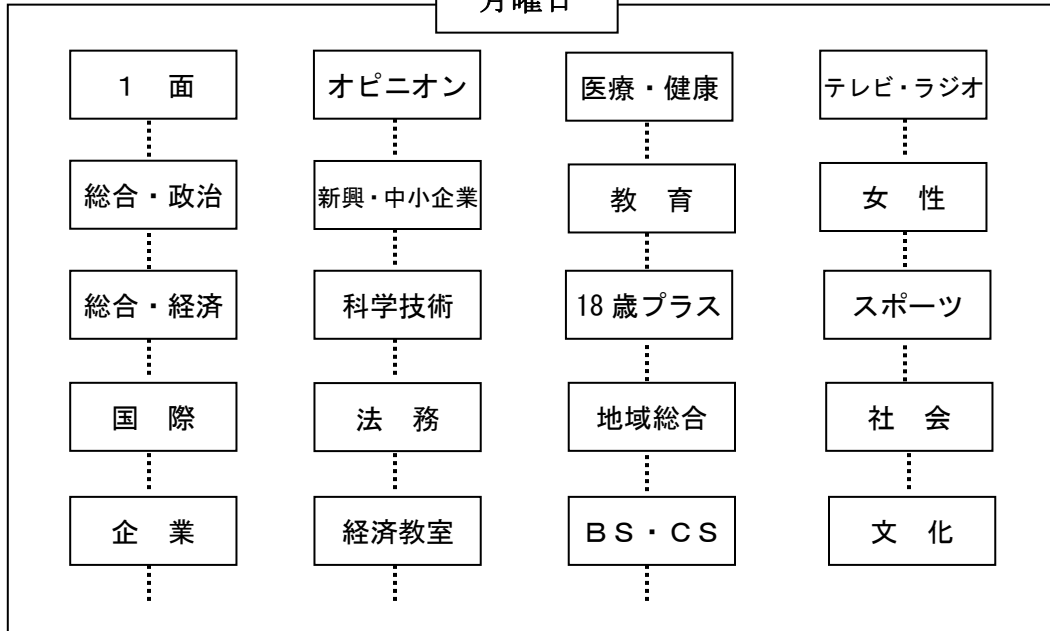 月曜日
１　面
総合・政治
総合・経済
国　際
企　業
オピニオン
新興・中小企業
科学技術
法　務
経済教室
医療・健康
教　育
18歳プラス
地域総合
ＢＳ・ＣＳ
テレビ・ラジオ
女　性
スポーツ
社　会
文　化